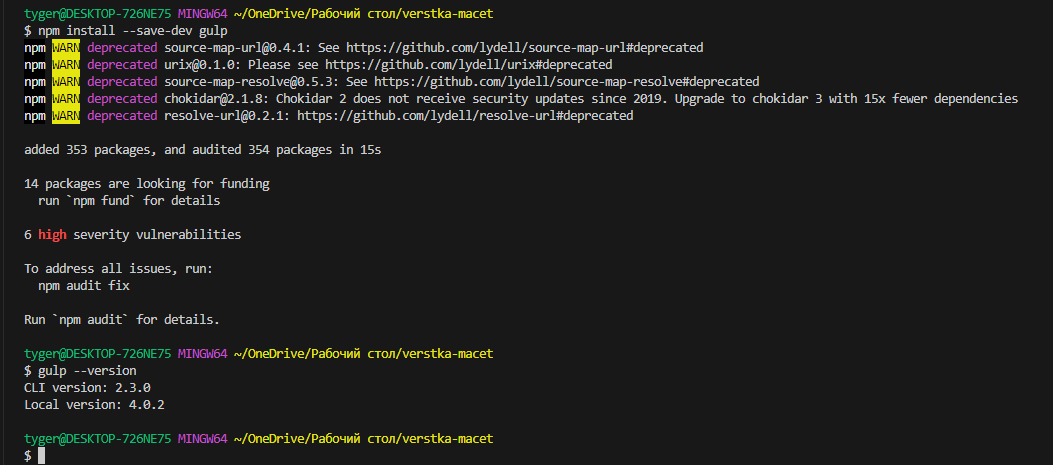 tyger@DESKTOP-726NE75 MINGW64 ~/OneDrive/Рабочий стол/verstka-macet
$ npm install --save-dev gulp
npm WARN deprecated source-map-url@0.4.1: See https://github.com/lydell/source-map-url#deprecated
npm WARN deprecated urix@0.1.0: Please see https://github.com/lydell/urix#deprecated
npm WARN deprecated source-map-resolve@0.5.3: See https://github.com/lydell/source-map-resolve#deprecated
npm WARN deprecated chokidar@2.1.8: Chokidar 2 does not receive security updates since 2019. Upgrade to chokidar 3 with 15x fewer dependencies
npm WARN deprecated resolve-url@0.2.1: https://github.com/lydell/resolve-url#deprecated
added 353 packages, and audited 354 packages in 15s
14 packages are looking for funding
run `npm fund` for details
6 high severity vulnerabilities
To address all issues, run:
npm audit fix
Run `npm audit` for details.
tyger@DESKTOP-726NE75 MINGW64 ~/OneDrive/Рабочий стол/verstka-macet
$ gulp --version
CLI version: 2.3.0
Local version: 4.0.2
tyger@DESKTOP-726NE75 MINGW64 ~/OneDrive/Рабочий стол/verstka-macet
$